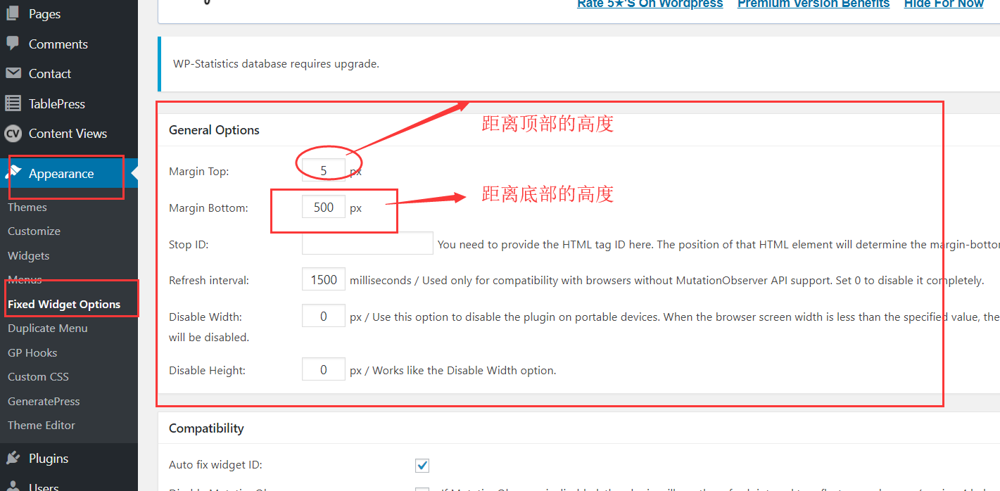 Rate 5★'S On Wordpress Premium Version Benefits Hide For Now
Pages
Comments
Contact
TablePress
CV Content Views
Appearance
Themes
Customize
Widgets
Menus
Fixed Widget Options
Duplicate Menu
GP Hooks
Custom CSS
GeneratePress
Theme Editor
Plugins
Users
WP-Statistics database requires upgrade.
General Options
距离顶部的高度
Margin Top: 5 px
距离底部的高度
Margin Bottom: 500 px
Stop ID: You need to provide the HTML tag ID here. The position of that HTML element will determine the margin-bottom
Refresh interval: 1500 milliseconds / Used only for compatibility with browsers without MutationObserver API support. Set 0 to disable it completely.
Disable Width: 0 px / Use this option to disable the plugin on portable devices. When the browser screen width is less than the specified value, the
will be disabled.
Disable Height: 0 px / Works like the Disable Width option.
Compatibility
Auto fix widget ID: